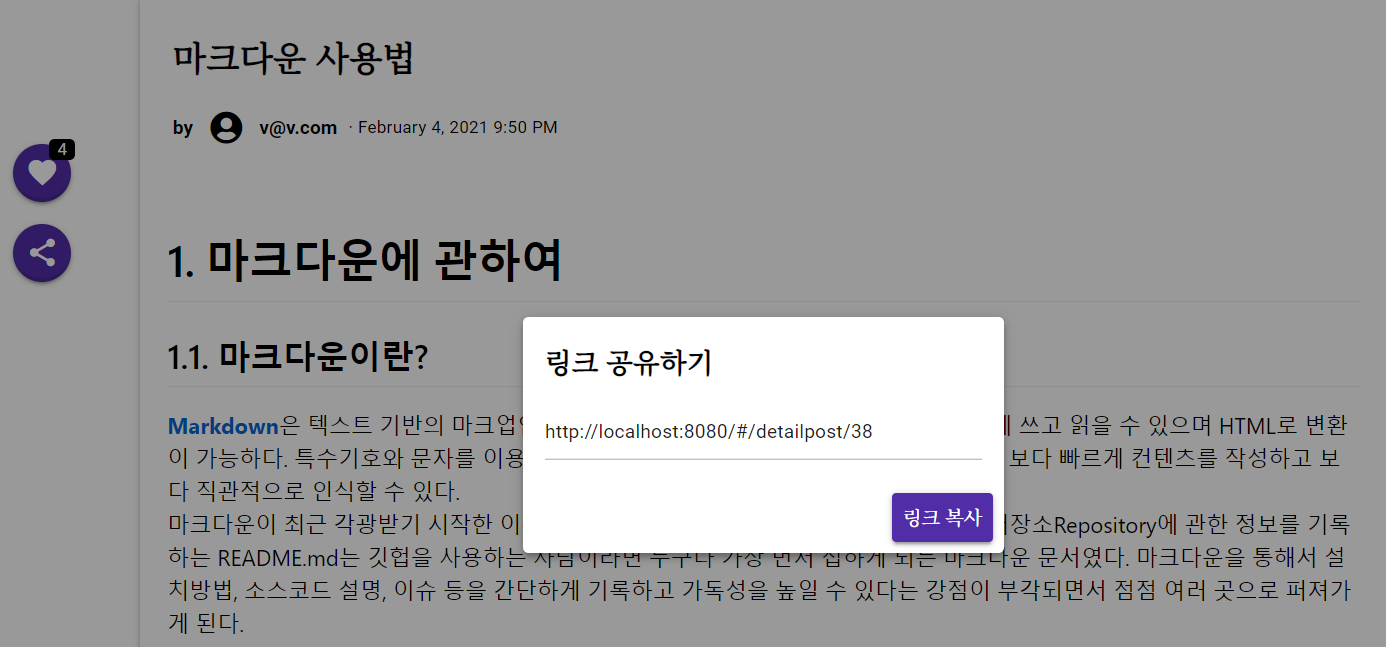 마크다운 사용법
by v@v.com · February 4, 2021 9:50 PM
4
1. 마크다운에 관하여
1.1. 마크다운이란?
링크 공유하기
http://localhost:8080/#/detailpost/38
링크 복사
Markdown은 텍스트 기반의 마크업 쓰고 읽을 수 있으며 HTML로 변환
이 가능하다. 특수기호와 문자를 이용 보다 빠르게 컨텐츠를 작성하고 보
다 직관적으로 인식할 수 있다.
마크다운이 최근 각광받기 시작한 Repository에 관한 정보를 기록
하는 README.md는 깃헙을 사용하는 사람이라면 누구나 가장 먼저 접하게 되는 마크다운 문서였다. 마크다운을 통해서 설
치방법, 소스코드 설명, 이슈 등을 간단하게 기록하고 가독성을 높일 수 있다는 강점이 부각되면서 점점 여러 곳으로 퍼져가
게 된다.